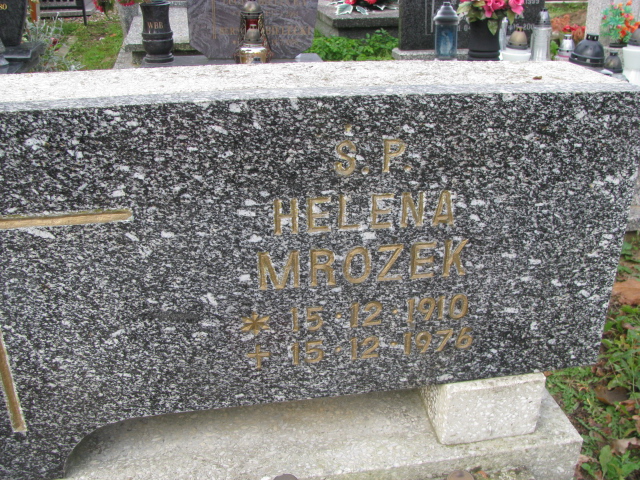 Ś.P.
HELENA
MROZEK
* 15·12·1910
+ 15·12-1976